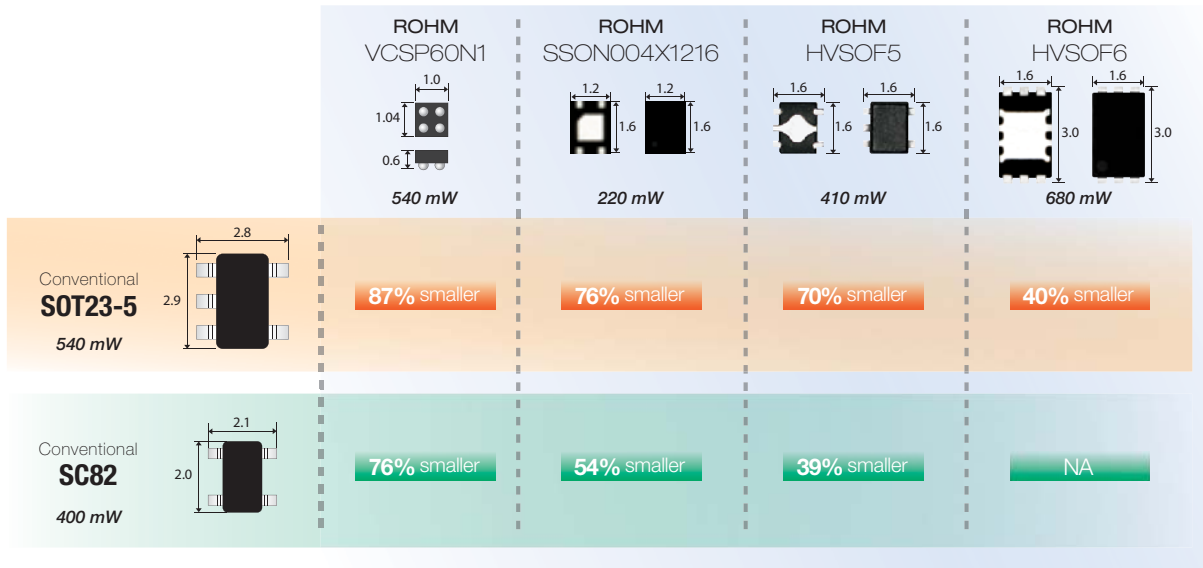 ROHM
VCSP60N1
1.0
1.04
0.6
540 mW
ROHM
SSON004X1216
1.2
1.2
1.6
1.6
220 mW
ROHM
HVSOF5
1.6
1.6
1.6
1.6
410 mW
ROHM
HVSOF6
1.6
1.6
3.0
3.0
680 mW
Conventional
SOT23-5
540 mW
2.8
2.9
87% smaller
76% smaller
70% smaller
40% smaller
Conventional
SC82
400 mW
2.1
2.0
76% smaller
54% smaller
39% smaller
NA